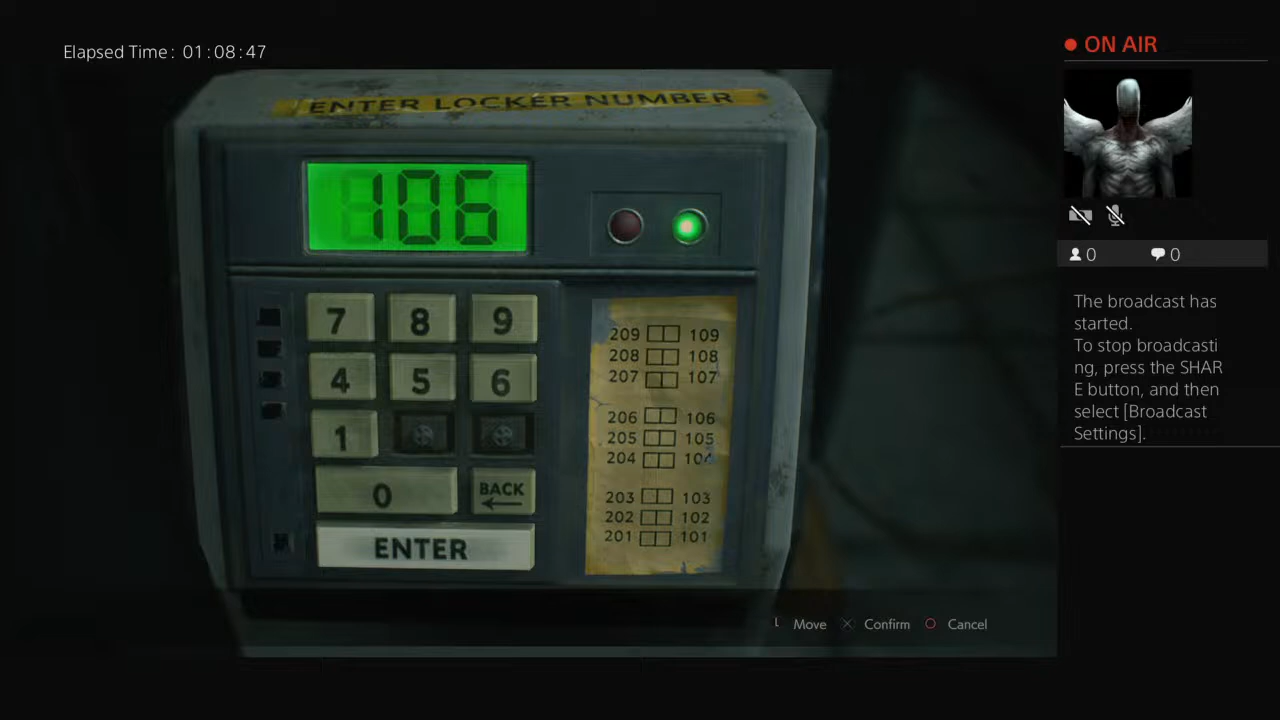 Elapsed Time: 01:08:47
ON AIR
ENTER LOCKER NUMBER
106
7 8 9
4 5 6
1
0 BACK
ENTER
209 109
208 108
207 107
206 106
205 105
204 104
203 103
202 102
201 101
0 0
The broadcast has
started.
To stop broadcasti
ng, press the SHAR
E button, and then
select [Broadcast
Settings].
L Move Confirm Cancel